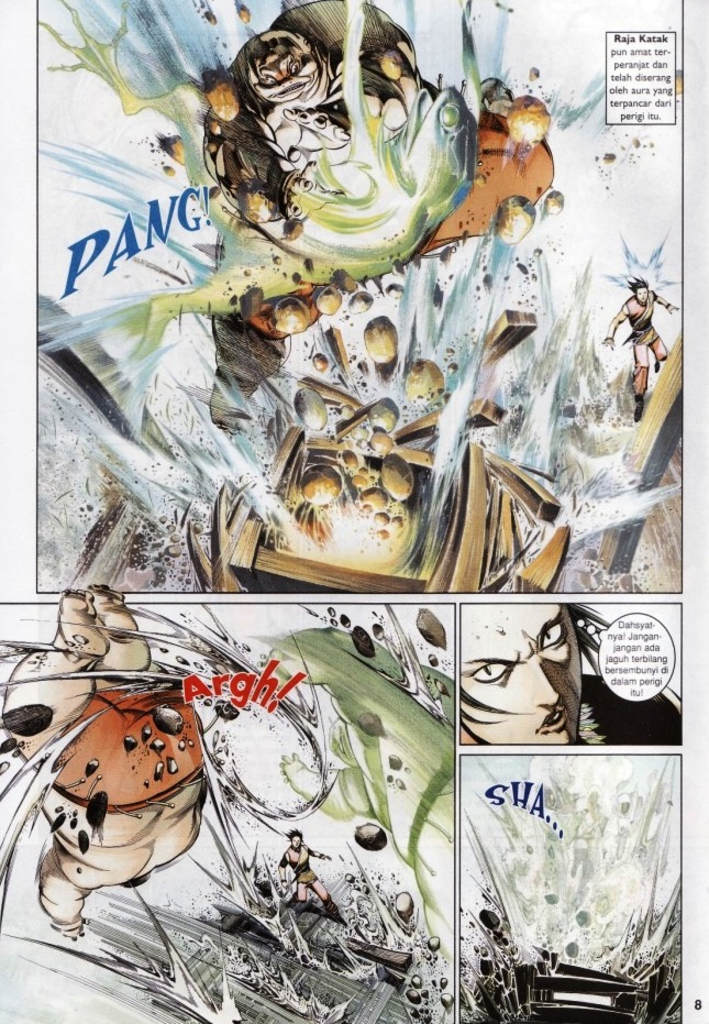 Raja Katak
pun amat ter-
peranjat dan
telah diserang
oleh aura yang
terpancar dari
perigi itu.
PANG!
Argh!
Dahsyat-
nya! Jangan-
jangan ada
jaguh terbilang
bersembunyi di
dalam perigi
itu!
SHA...
8